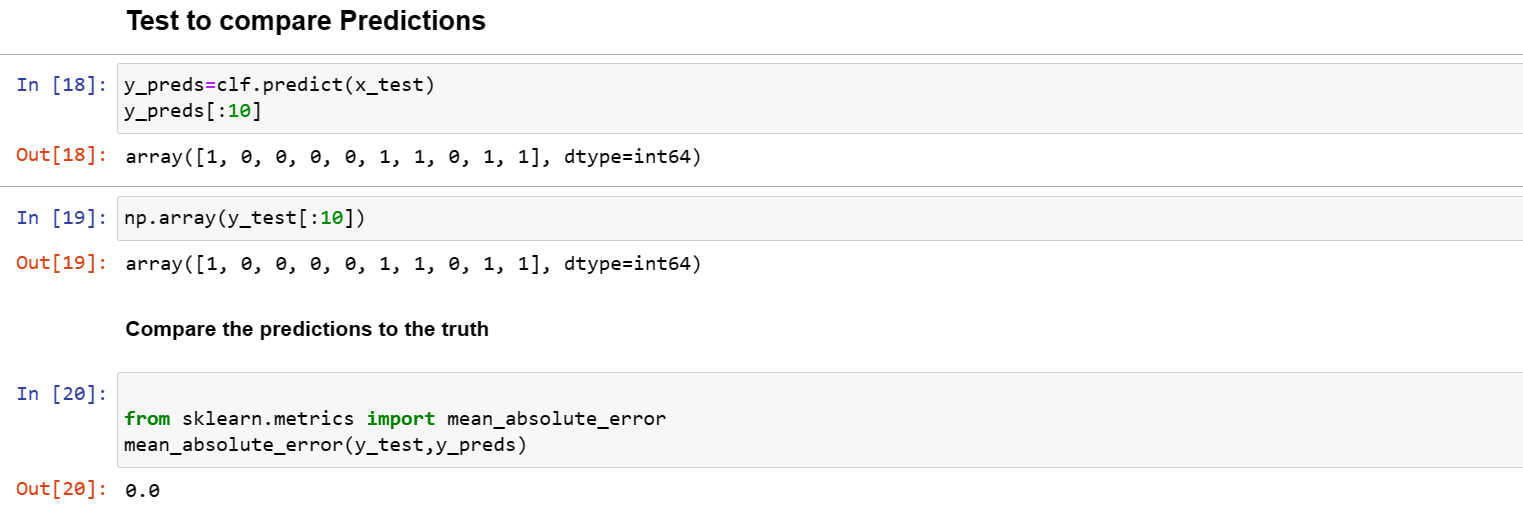 Test to compare Predictions
In [18]: y_preds=clf.predict(x_test)
y_preds[:10]
Out[18]: array([1, 0, 0, 0, 0, 1, 1, 0, 1, 1], dtype=int64)
In [19]: np.array(y_test[:10])
Out[19]: array([1, 0, 0, 0, 0, 1, 1, 0, 1, 1], dtype=int64)
Compare the predictions to the truth
In [20]:
from sklearn.metrics import mean_absolute_error
mean_absolute_error(y_test,y_preds)
Out[20]: 0.0